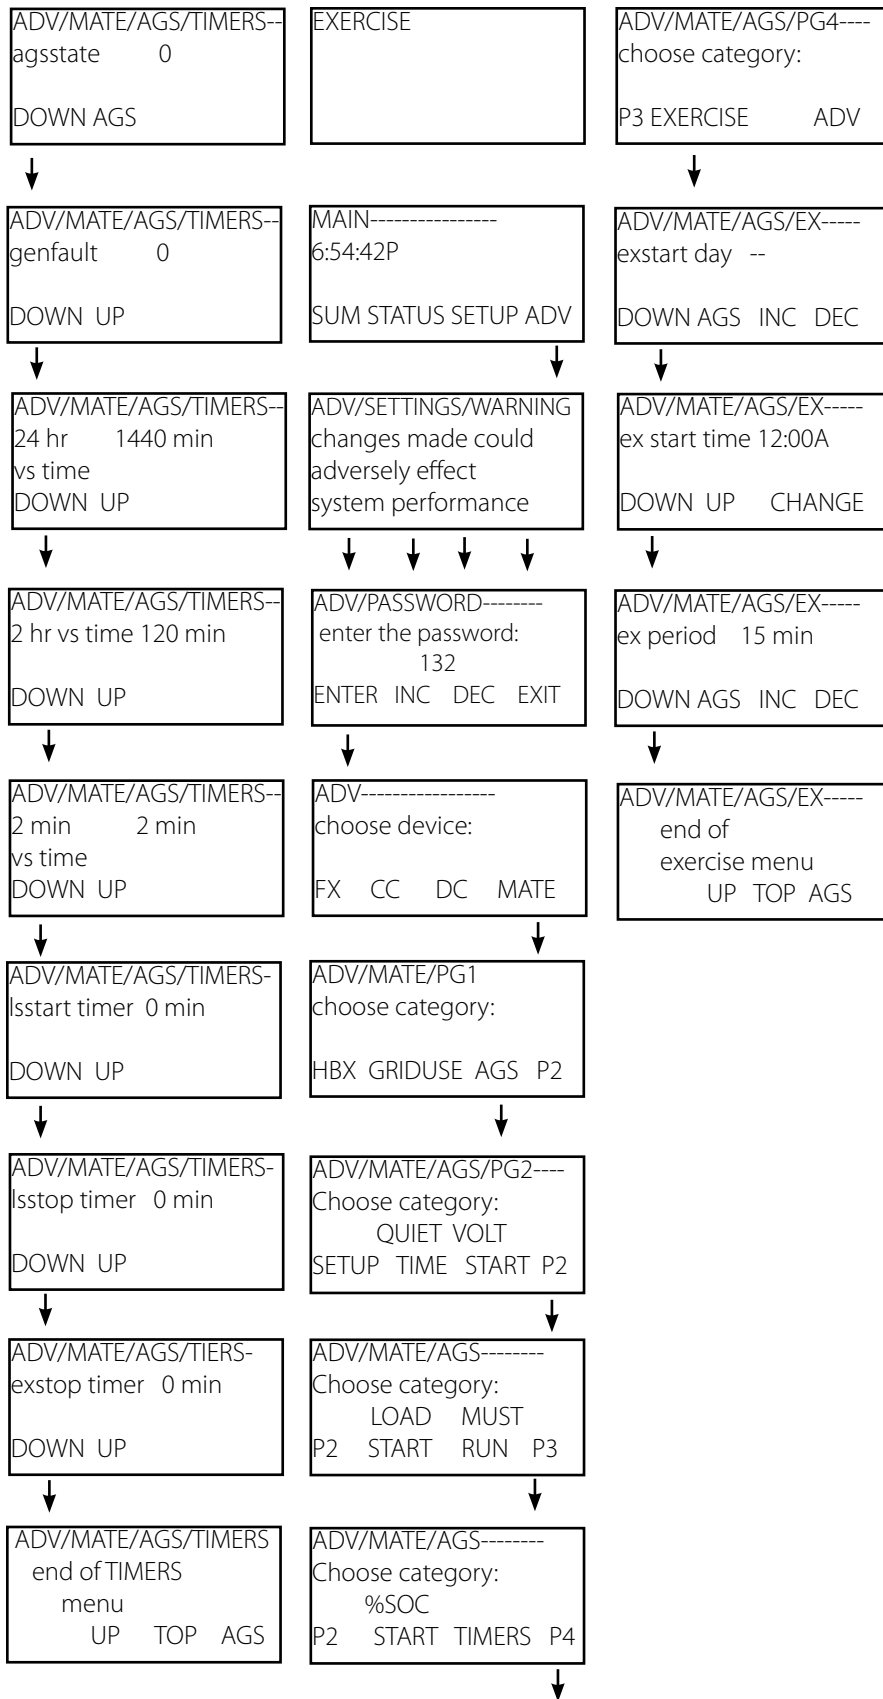 ADV/MATE/AGS/TIMERS--
agsstate 0
DOWN AGS
ADV/MATE/AGS/TIMERS--
genfault 0
DOWN UP
ADV/MATE/AGS/TIMERS--
24 hr 1440 min
vs time
DOWN UP
ADV/MATE/AGS/TIMERS--
2 hr vs time 120 min
DOWN UP
ADV/MATE/AGS/TIMERS--
2 min 2 min
vs time
DOWN UP
ADV/MATE/AGS/TIMERS-
lsstart timer 0 min
DOWN UP
ADV/MATE/AGS/TIMERS-
lsstop timer 0 min
DOWN UP
ADV/MATE/AGS/TIERS-
exstop timer 0 min
DOWN UP
ADV/MATE/AGS/TIMERS
end of TIMERS
menu
UP TOP AGS
EXERCISE
MAIN----------------
6:54:42P
SUM STATUS SETUP ADV
ADV/SETTINGS/WARNING
changes made could
adversely effect
system performance
ADV/PASSWORD--------
enter the password:
132
ENTER INC DEC EXIT
ADV-----------------
choose device:
FX CC DC MATE
ADV/MATE/PG1
choose category:
HBX GRIDUSE AGS P2
ADV/MATE/AGS/PG2----
Choose category:
QUIET VOLT
SETUP TIME START P2
ADV/MATE/AGS--------
Choose category:
LOAD MUST
P2 START RUN P3
ADV/MATE/AGS--------
Choose category:
%SOC
P2 START TIMERS P4
ADV/MATE/AGS/PG4----
choose category:
P3 EXERCISE ADV
ADV/MATE/AGS/EX-----
exstart day --
DOWN AGS INC DEC
ADV/MATE/AGS/EX-----
ex start time 12:00A
DOWN UP CHANGE
ADV/MATE/AGS/EX-----
ex period 15 min
DOWN AGS INC DEC
ADV/MATE/AGS/EX-----
end of
exercise menu
UP TOP AGS